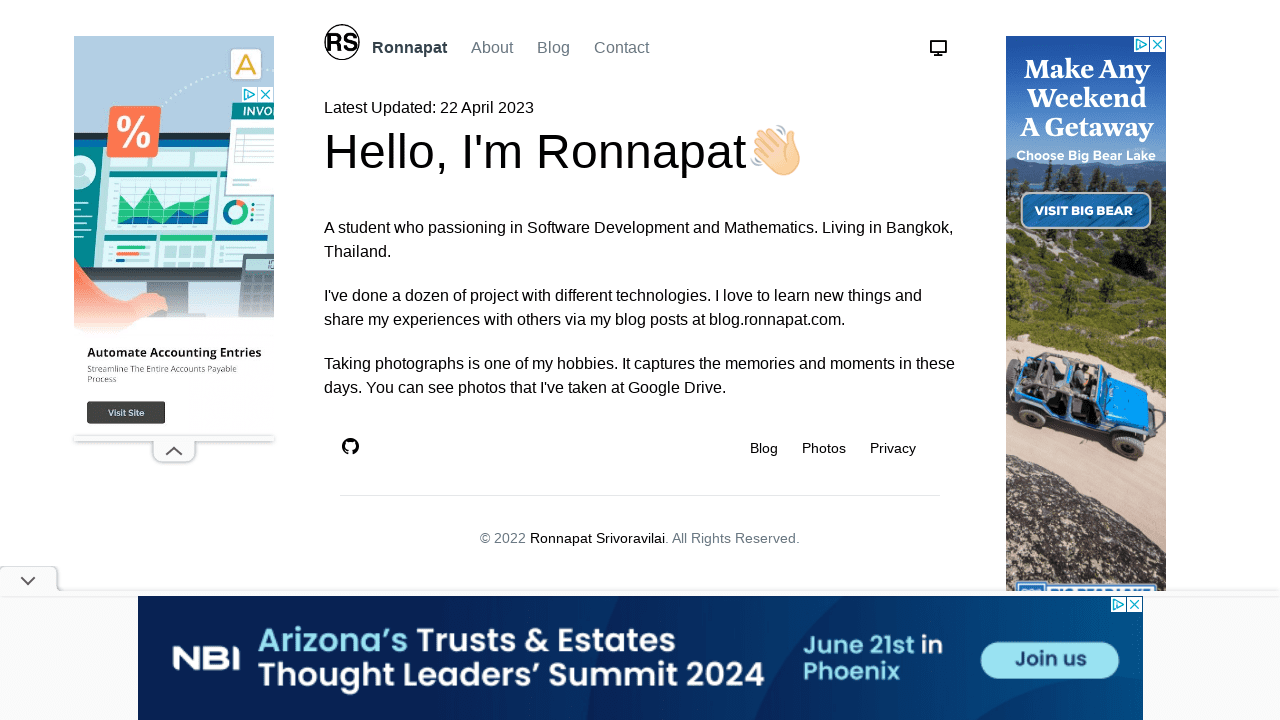 RS
Ronnapat About Blog Contact
Latest Updated: 22 April 2023
Hello, I'm Ronnapat
A student who passioning in Software Development and Mathematics. Living in Bangkok,
Thailand.
I've done a dozen of project with different technologies. I love to learn new things and
share my experiences with others via my blog posts at blog.ronnapat.com.
Taking photographs is one of my hobbies. It captures the memories and moments in these
days. You can see photos that I've taken at Google Drive.
Blog Photos Privacy
© 2022 Ronnapat Srivoravilai. All Rights Reserved.
A
INVO
%
Automate Accounting Entries
Streamline The Entire Accounts Payable
Process
Visit Site
Make Any
Weekend
A Getaway
Choose Big Bear Lake
VISIT BIG BEAR
NBI
Arizona's Trusts & Estates
Thought Leaders' Summit 2024
June 21st in
Phoenix
Join us